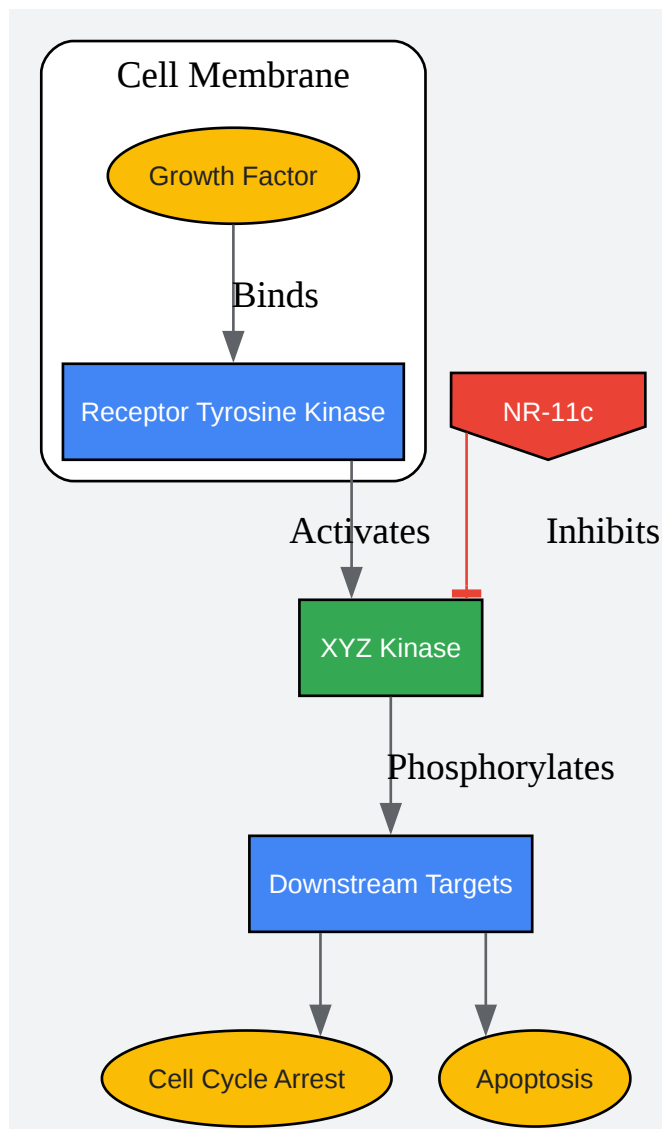 Cell Membrane
Growth Factor
Binds
Receptor Tyrosine Kinase
NR-11c
Activates
Inhibits
XYZ Kinase
Phosphorylates
Downstream Targets
Cell Cycle Arrest
Apoptosis